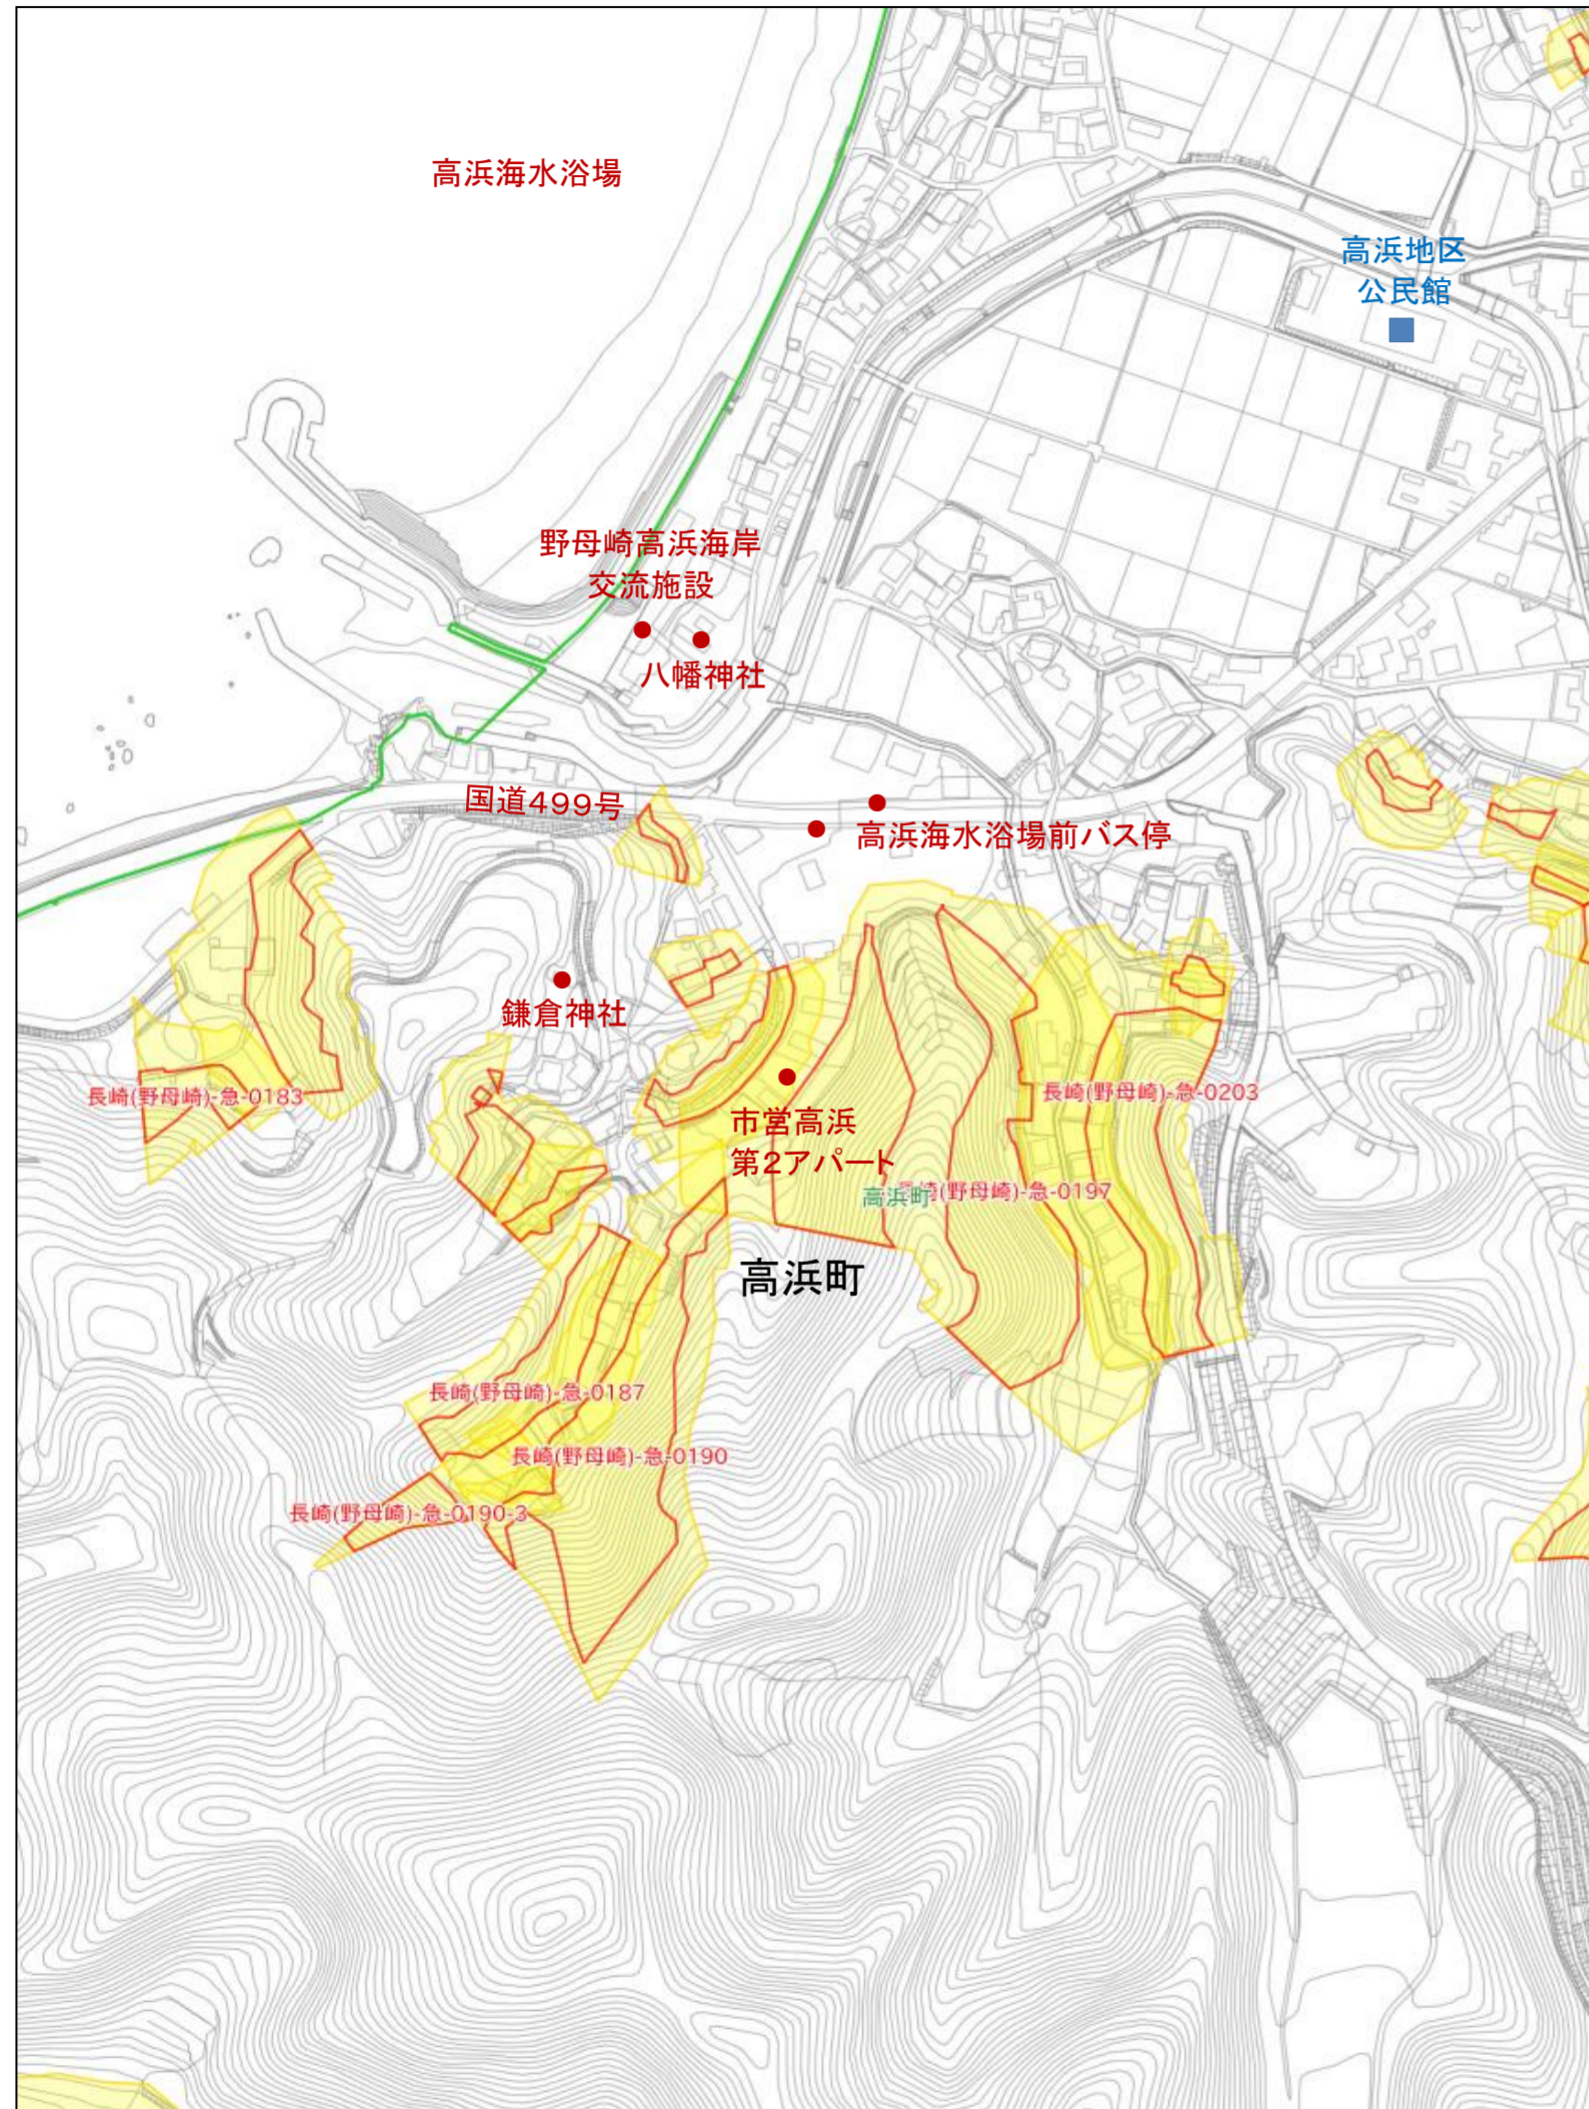 高浜海水浴場
高浜地区
公民館
野母崎高浜海岸
交流施設
八幡神社
国道499号
高浜海水浴場前バス停
鎌倉神社
長崎(野母崎)-急-0183
長崎(野母崎)-急-0203
市営高浜
第2アパート
高浜町
(野母崎)-急-0197
高浜町
長崎(野母崎)-急-0187
長崎(野母崎)-急-0190
長崎(野母崎)-急-0190-3